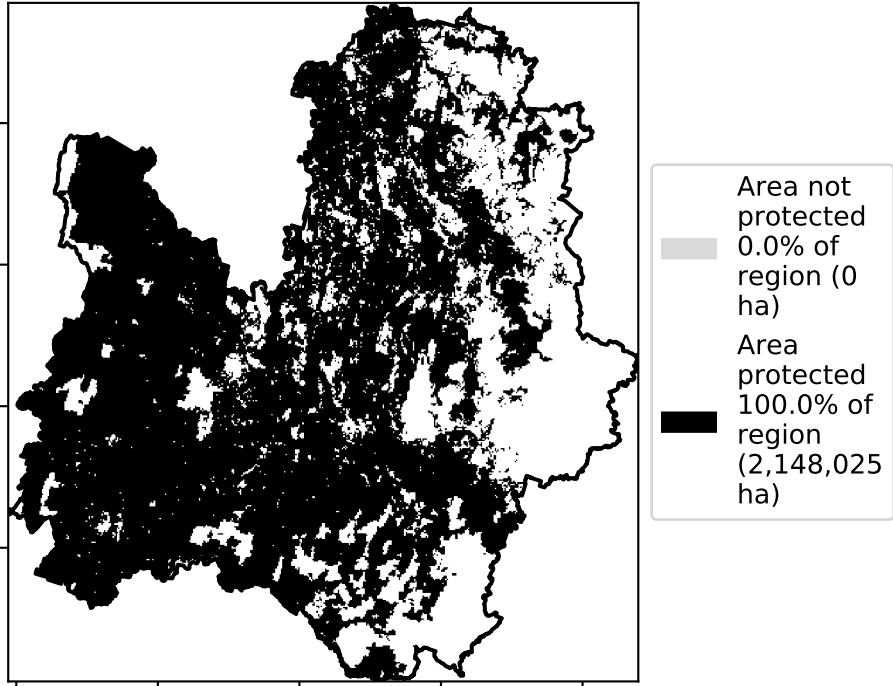 Area not
protected
0.0% of
region (0
ha)
Area
protected
100.0% of
region
(2,148,025
ha)